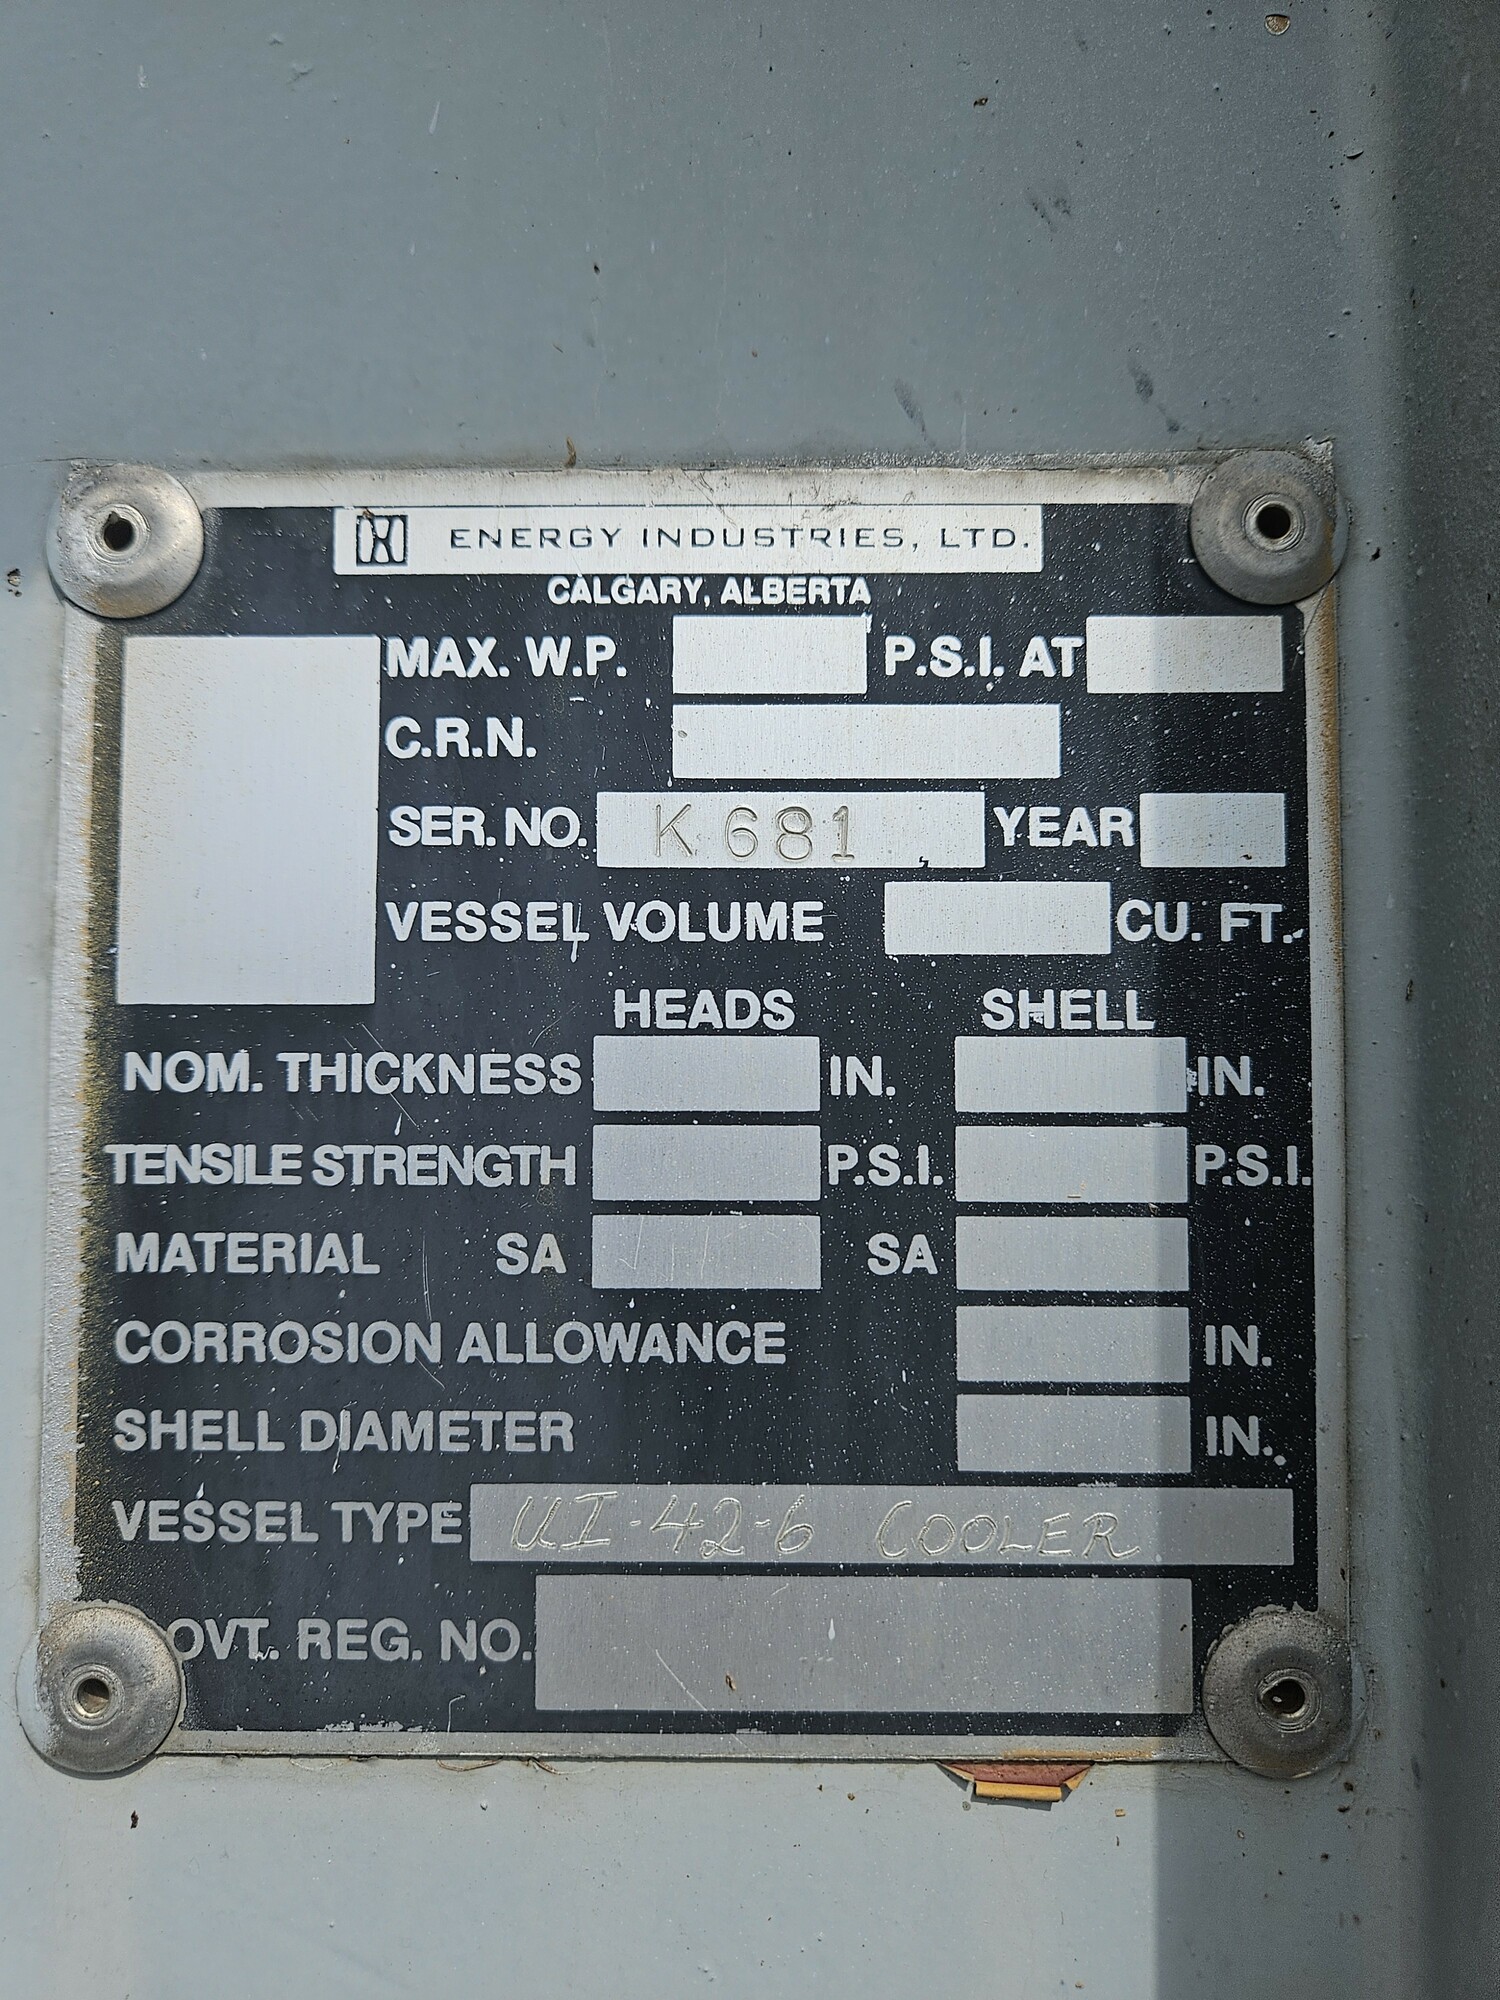 ENERGY INDUSTRIES, LTD.
CALGARY, ALBERTA
MAX. W.P. P.S.I. AT
C.R.N.
SER. NO. K681 YEAR
VESSEL VOLUME CU. FT.
HEADS SHELL
NOM. THICKNESS IN. IN.
TENSILE STRENGTH P.S.I. P.S.I.
MATERIAL SA SA
CORROSION ALLOWANCE IN.
SHELL DIAMETER IN.
VESSEL TYPE UI-42-6 COOLER
OVT. REG. NO.